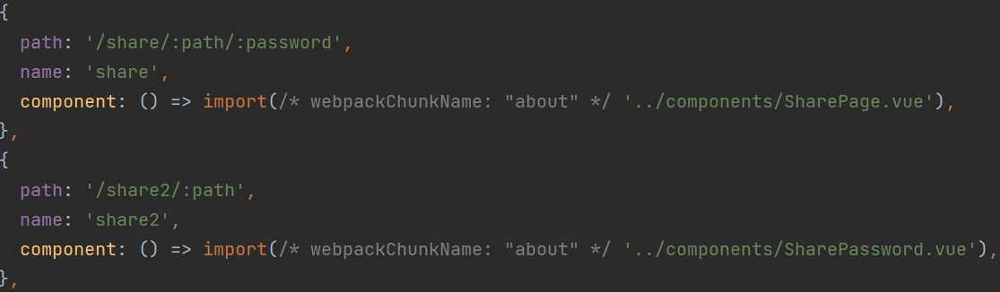 {
  path: '/share/:path/:password',
  name: 'share',
  component: () => import(/* webpackChunkName: "about" */ '../components/SharePage.vue'),
},
{
  path: '/share2/:path',
  name: 'share2',
  component: () => import(/* webpackChunkName: "about" */ '../components/SharePassword.vue'),
},